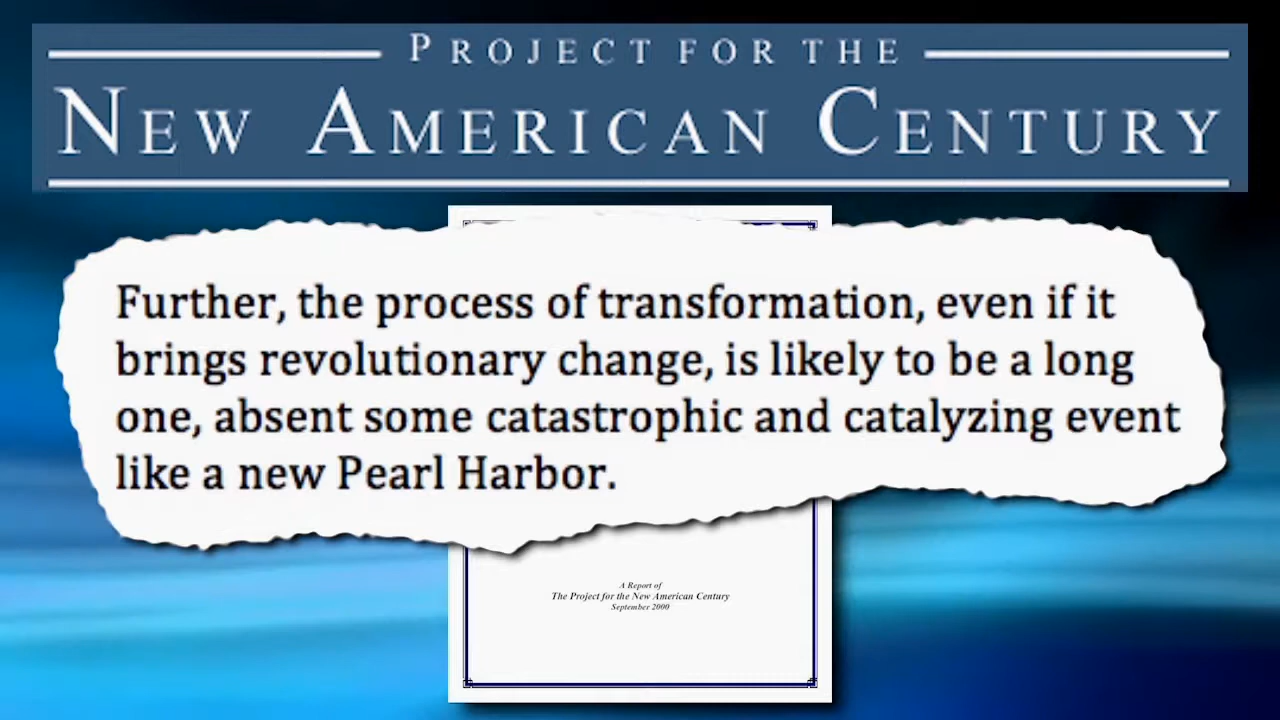 PROJECT FOR THE
NEW AMERICAN CENTURY
Further, the process of transformation, even if it
brings revolutionary change, is likely to be a long
one, absent some catastrophic and catalyzing event
like a new Pearl Harbor.
A Report of
The Project for the New American Century
September 2000